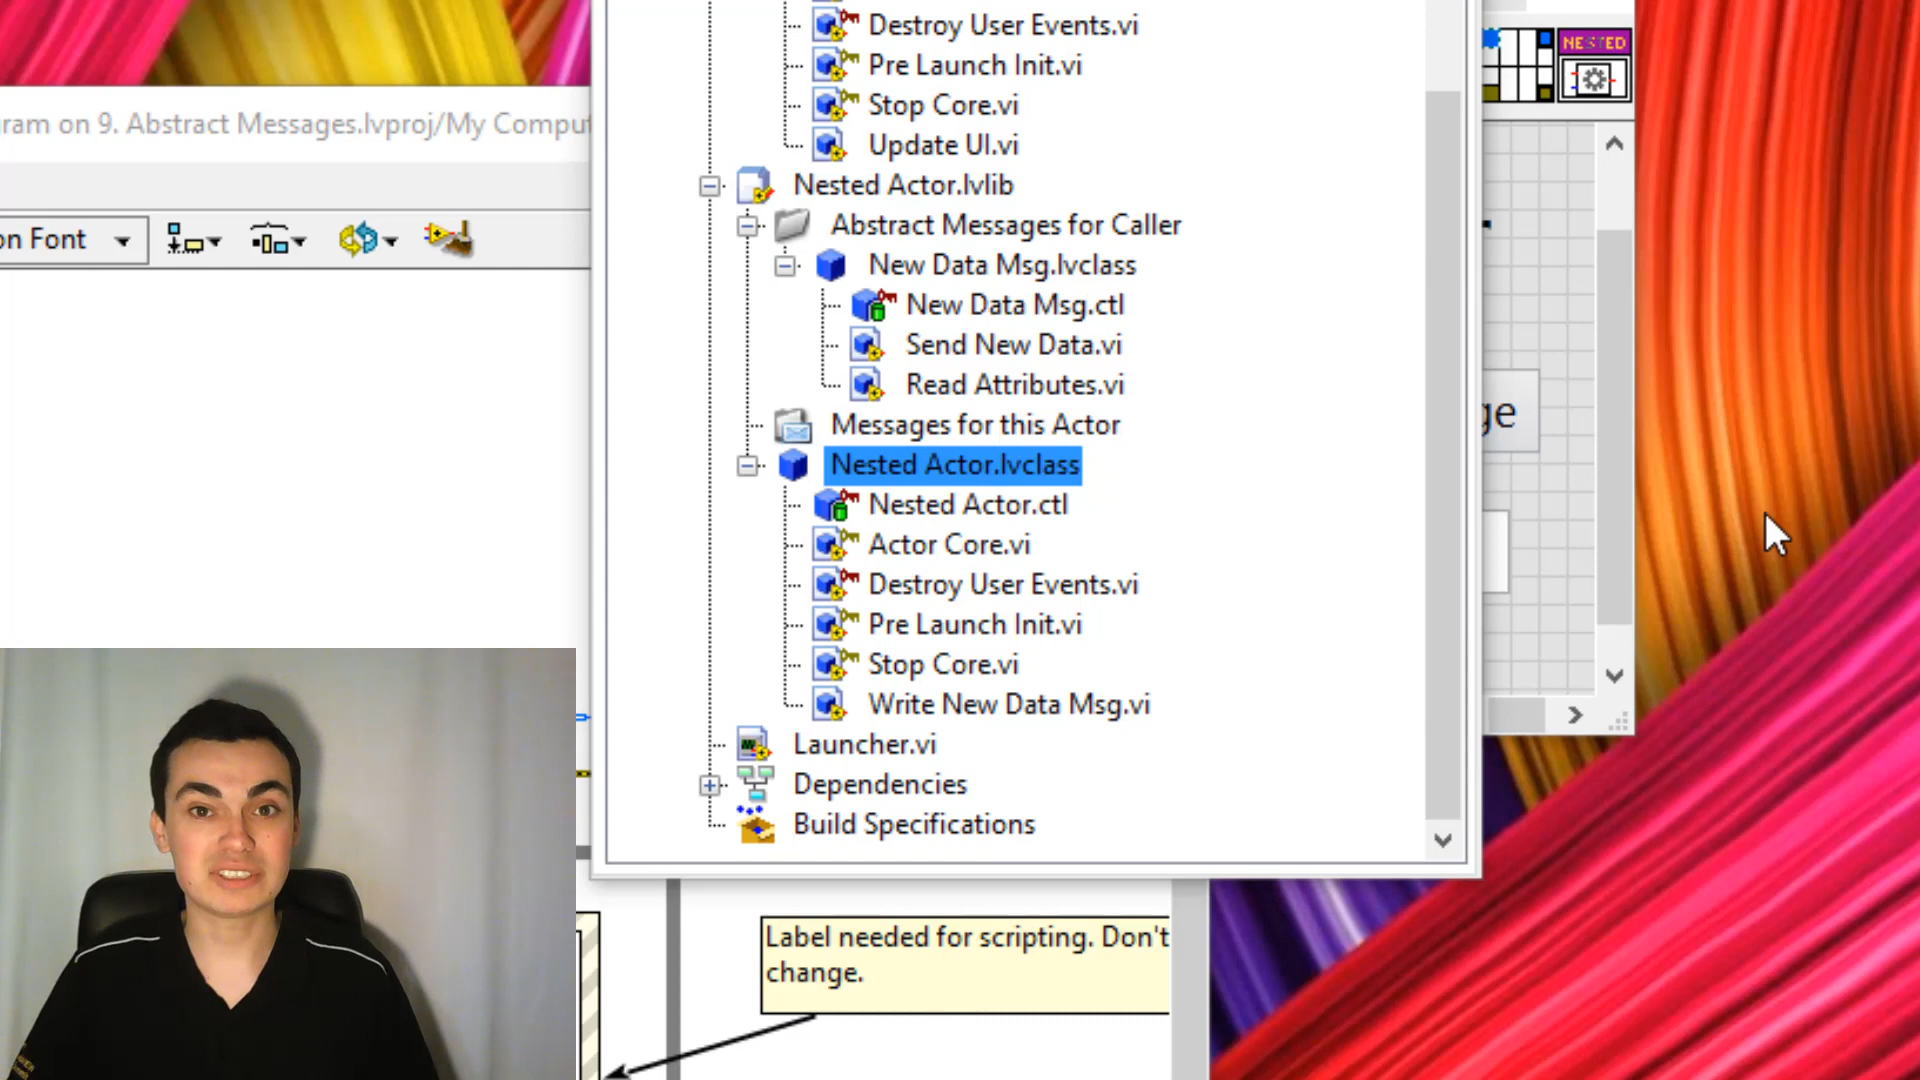 Destroy User Events.vi
Pre Launch Init.vi
Stop Core.vi
Update UI.vi
NESTED
ram on 9. Abstract Messages.lvproj/My Compu
on Font
Nested Actor.lvlib
Abstract Messages for Caller
New Data Msg.lvclass
New Data Msg.ctl
Send New Data.vi
Read Attributes.vi
Messages for this Actor
ge
Nested Actor.lvclass
Nested Actor.ctl
Actor Core.vi
Destroy User Events.vi
Pre Launch Init.vi
Stop Core.vi
Write New Data Msg.vi
Launcher.vi
Dependencies
Build Specifications
Label needed for scripting. Don't
change.